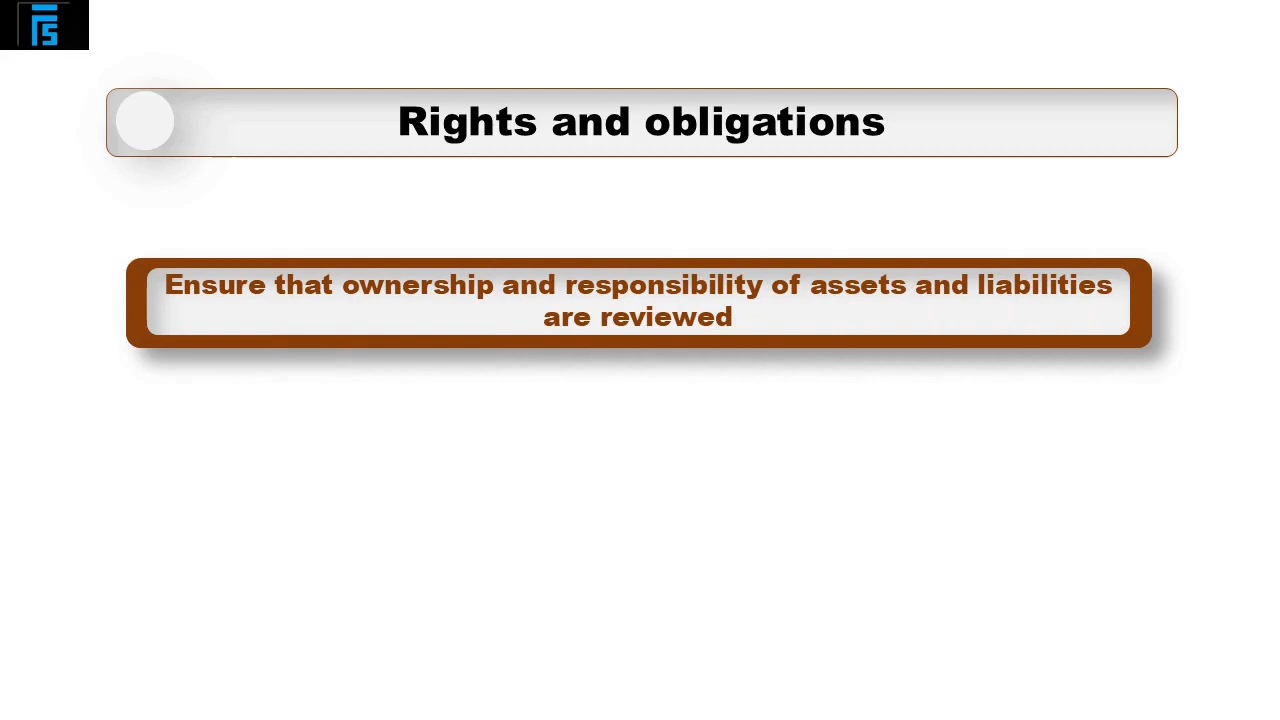 Rights and obligations
Ensure that ownership and responsibility of assets and liabilities
are reviewed